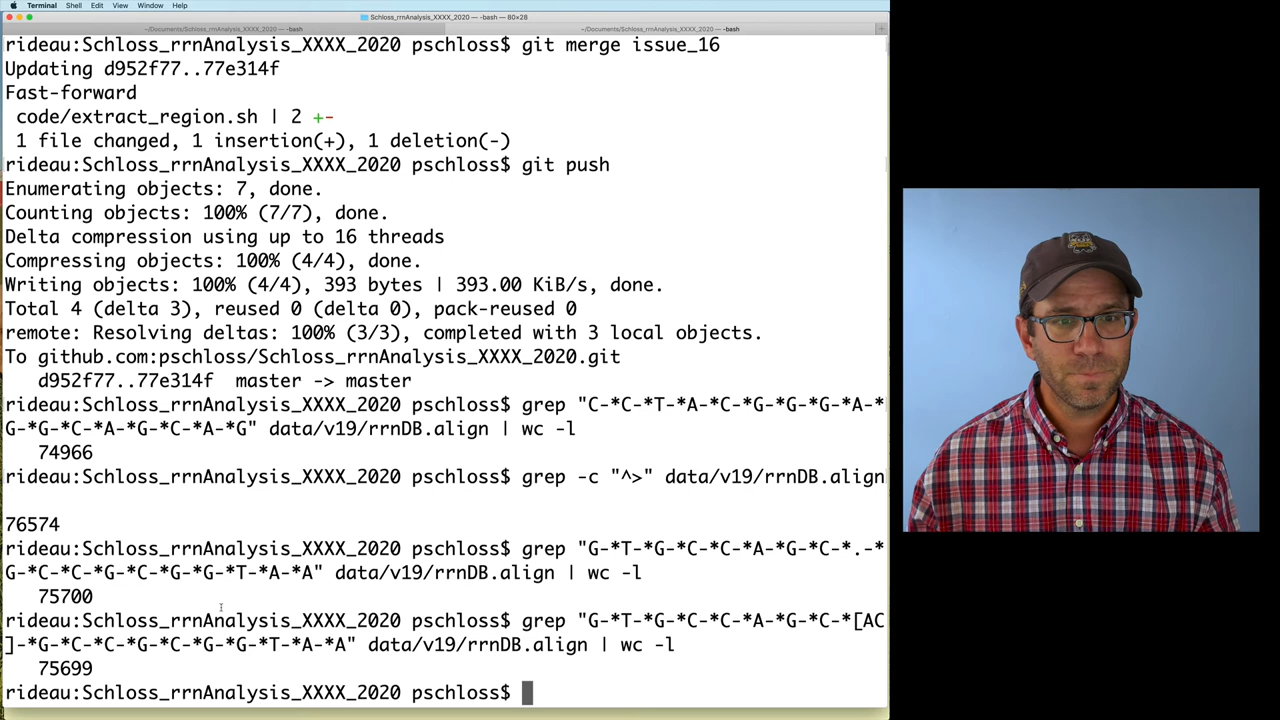 Terminal Shell Edit View Window Help
Schloss_rrnAnalysis_XXXX_2020 — -bash — 80×28
~/Documents/Schloss_rrnAnalysis_XXXX_2020 — -bash
~/Documents/Schloss_rrnAnalysis_XXXX_2020 — -bash
rideau:Schloss_rrnAnalysis_XXXX_2020 pschloss$ git merge issue_16
Updating d952f77..77e314f
Fast-forward
code/extract_region.sh | 2 +-
1 file changed, 1 insertion(+), 1 deletion(-)
rideau:Schloss_rrnAnalysis_XXXX_2020 pschloss$ git push
Enumerating objects: 7, done.
Counting objects: 100% (7/7), done.
Delta compression using up to 16 threads
Compressing objects: 100% (4/4), done.
Writing objects: 100% (4/4), 393 bytes | 393.00 KiB/s, done.
Total 4 (delta 3), reused 0 (delta 0), pack-reused 0
remote: Resolving deltas: 100% (3/3), completed with 3 local objects.
To github.com:pschloss/Schloss_rrnAnalysis_XXXX_2020.git
d952f77..77e314f master -> master
rideau:Schloss_rrnAnalysis_XXXX_2020 pschloss$ grep "C-*C-*T-*A-*C-*G-*G-*G-*A-*
G-*G-*C-*A-*G-*C-*A-*G" data/v19/rrnDB.align | wc -l
74966
rideau:Schloss_rrnAnalysis_XXXX_2020 pschloss$ grep -c "^>" data/v19/rrnDB.align
76574
rideau:Schloss_rrnAnalysis_XXXX_2020 pschloss$ grep "G-*T-*G-*C-*C-*A-*G-*C-*.-*
G-*C-*C-*G-*C-*G-*G-*T-*A-*A" data/v19/rrnDB.align | wc -l
75700
rideau:Schloss_rrnAnalysis_XXXX_2020 pschloss$ grep "G-*T-*G-*C-*C-*A-*G-*C-*[AC
]-*G-*C-*C-*G-*C-*G-*G-*T-*A-*A" data/v19/rrnDB.align | wc -l
75699
rideau:Schloss_rrnAnalysis_XXXX_2020 pschloss$